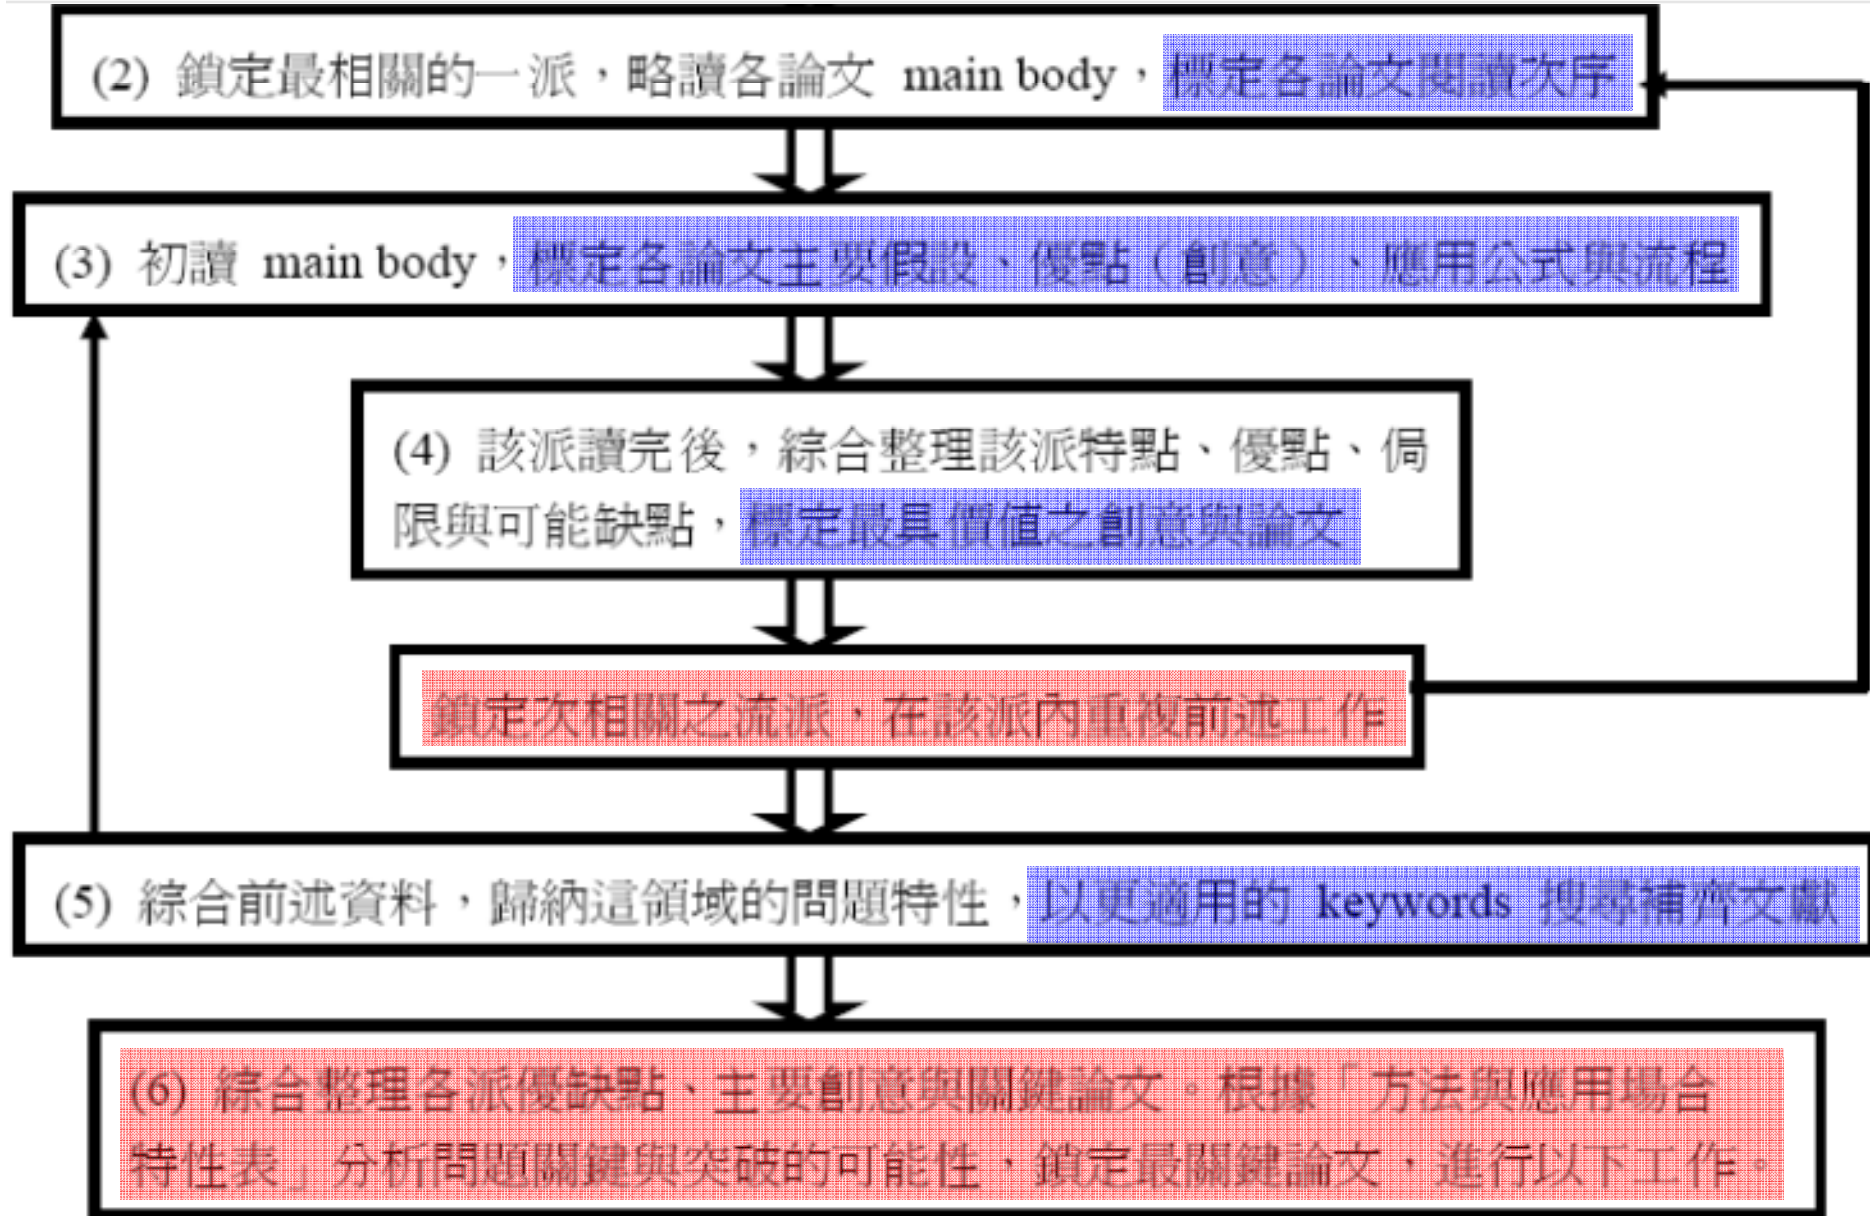 (2) 鎖定最相關的一派，略讀各論文 main body，標定各論文閱讀次序
(3) 初讀 main body，標定各論文主要假設、優點（創意）、應用公式與流程
(4) 該派讀完後，綜合整理該派特點、優點、侷
限與可能缺點，標定最具價值之創意與論文
鎖定次相關之流派，在該派內重複前述工作
(5) 綜合前述資料，歸納這領域的問題特性，以更適用的 keywords 搜尋補齊文獻
(6) 綜合整理各派優缺點、主要創意與關鍵論文。根據「方法與應用場合
特性表」分析問題關鍵與突破的可能性，鎖定最關鍵論文，進行以下工作。